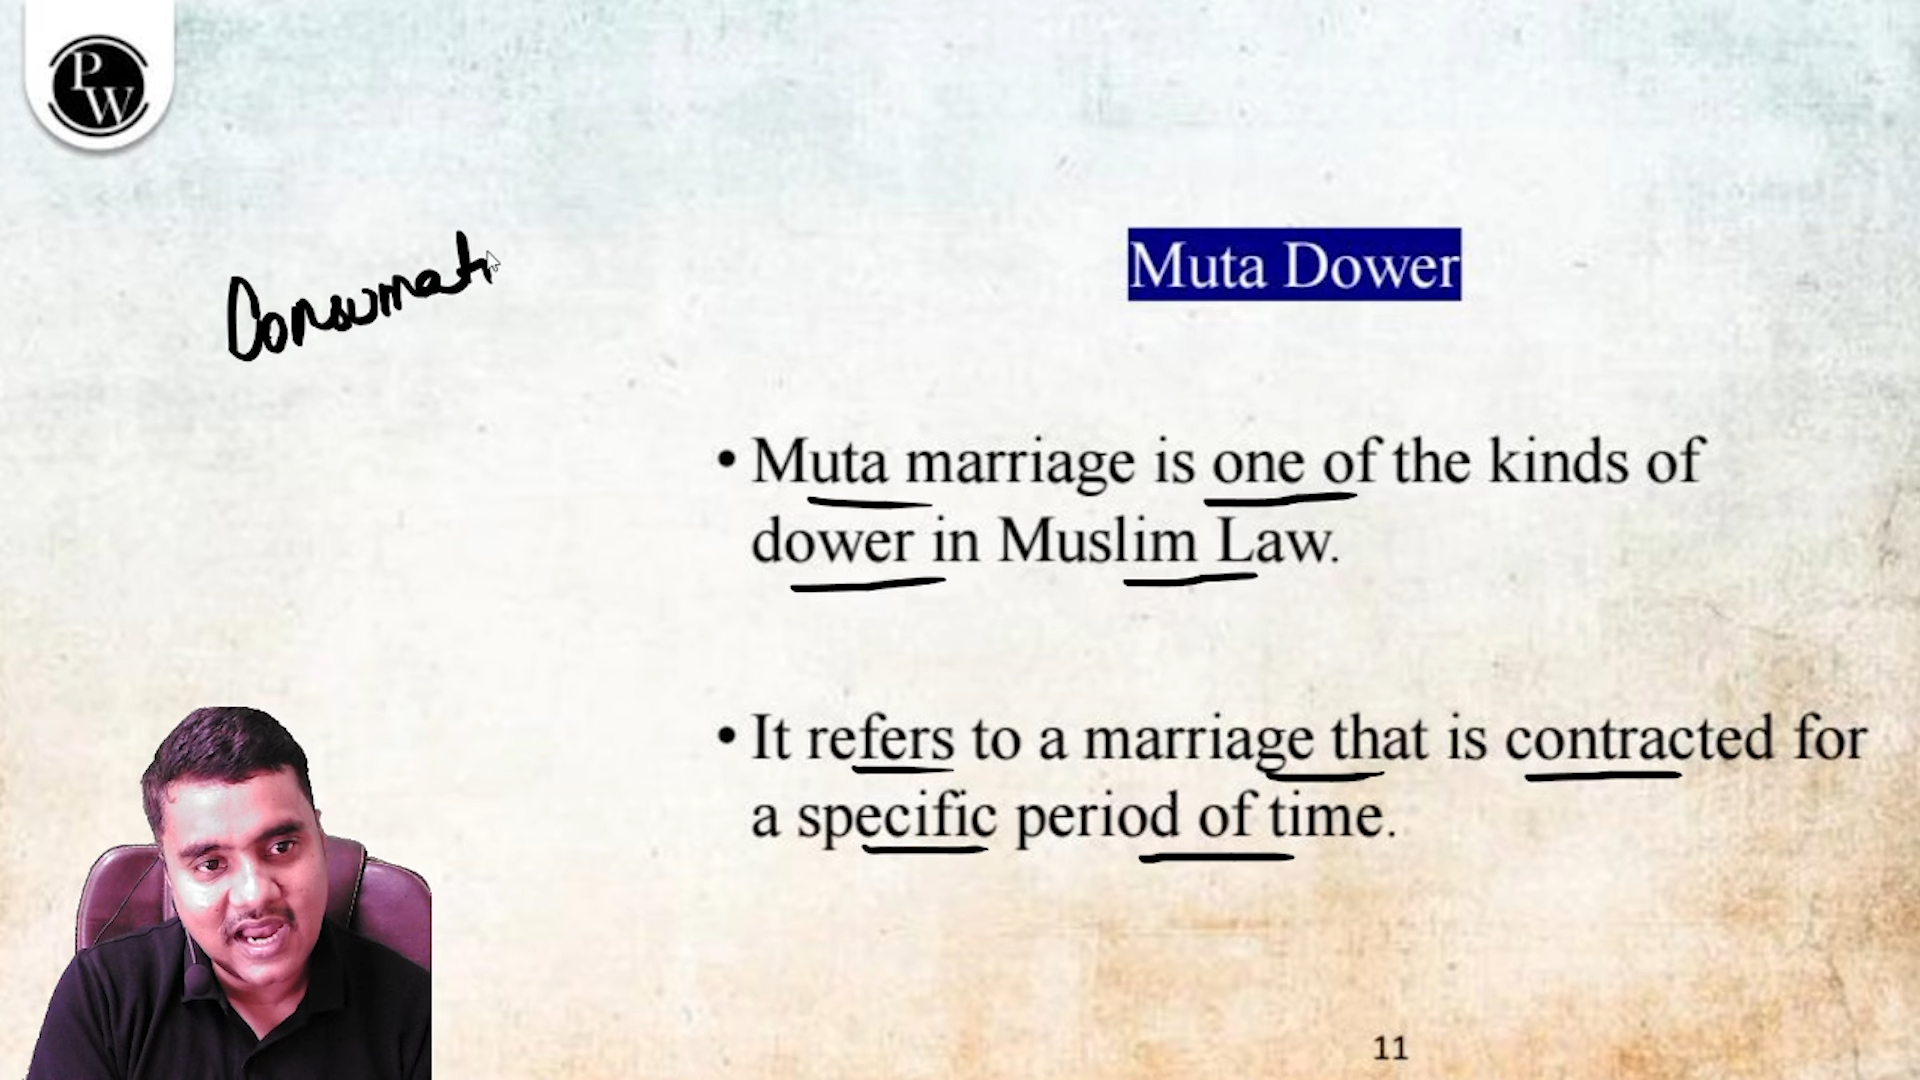 PW
Consumati
Muta Dower
• Muta marriage is one of the kinds of
dower in Muslim Law.
• It refers to a marriage that is contracted for
a specific period of time.
11